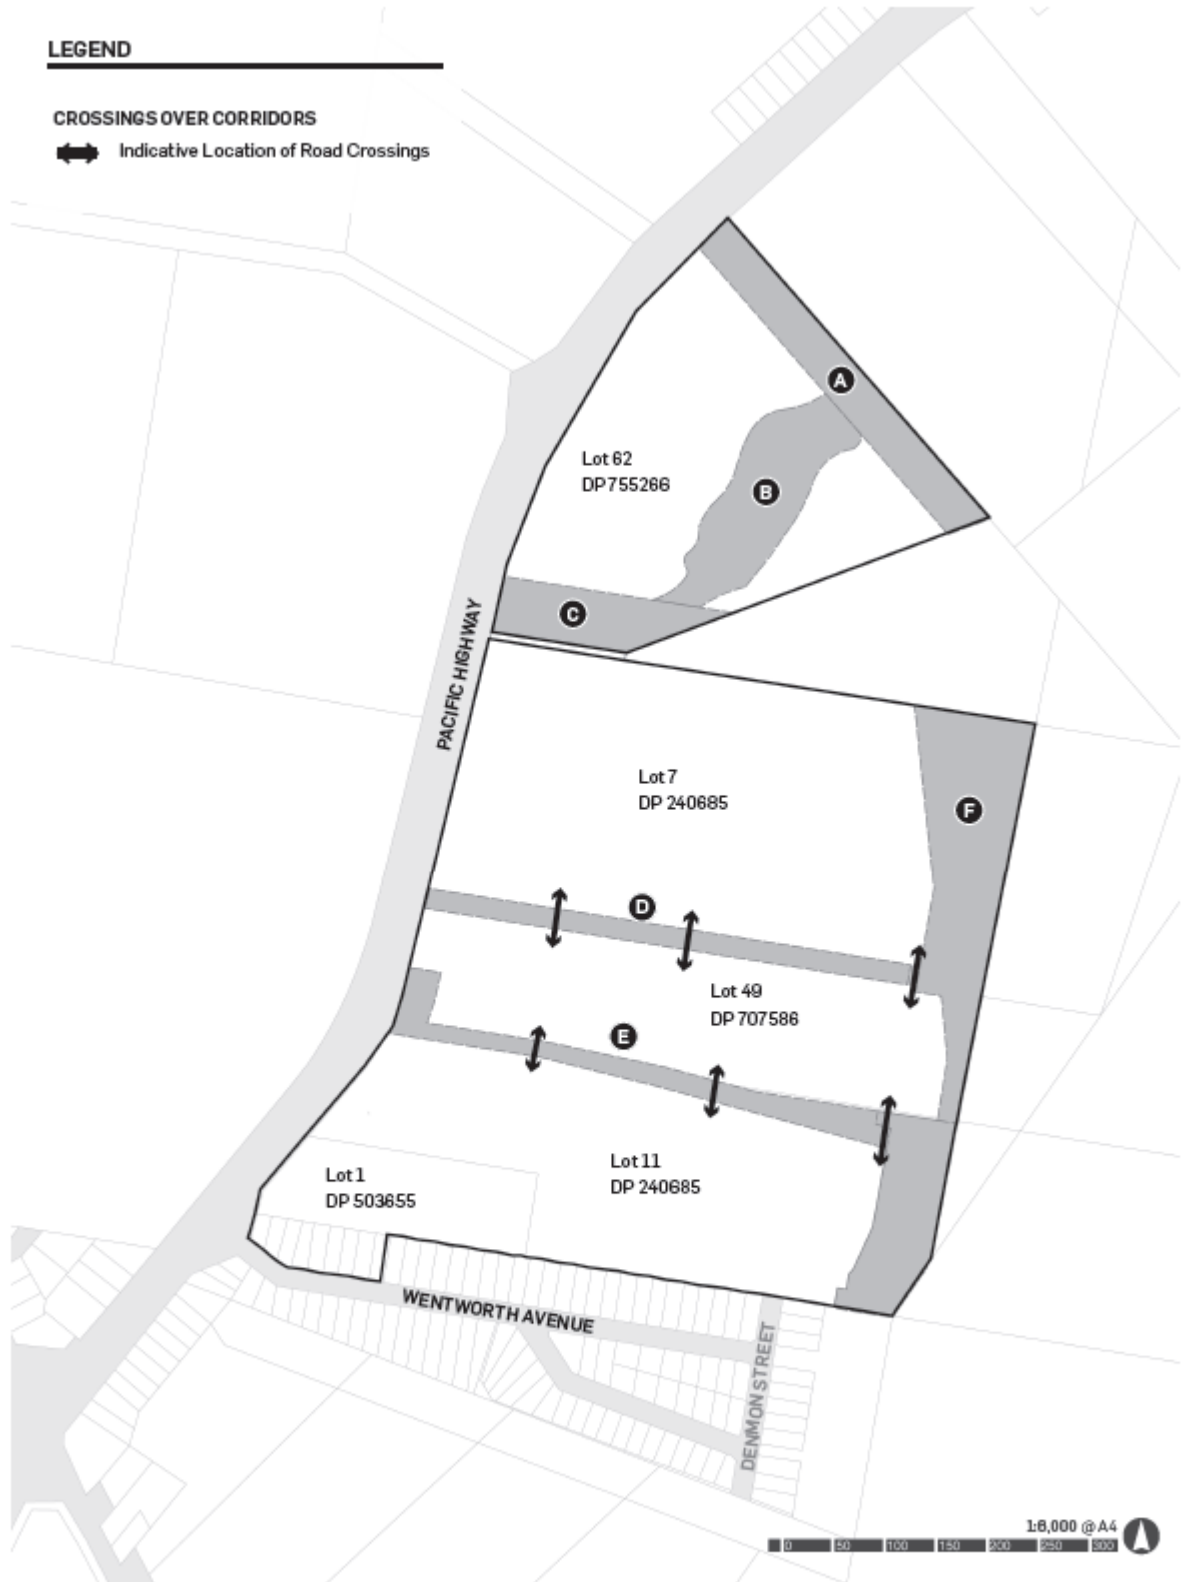 LEGEND
CROSSINGS OVER CORRIDORS
Indicative Location of Road Crossings
A
Lot 62
DP 755266
B
C
PACIFIC HIGHWAY
Lot 7
DP 240685
F
D
Lot 49
DP 707586
E
Lot 11
DP 240685
Lot 1
DP 503655
WENTWORTH AVENUE
DENMON STREET
1:6,000 @ A4
0 50 100 150 200 250 300